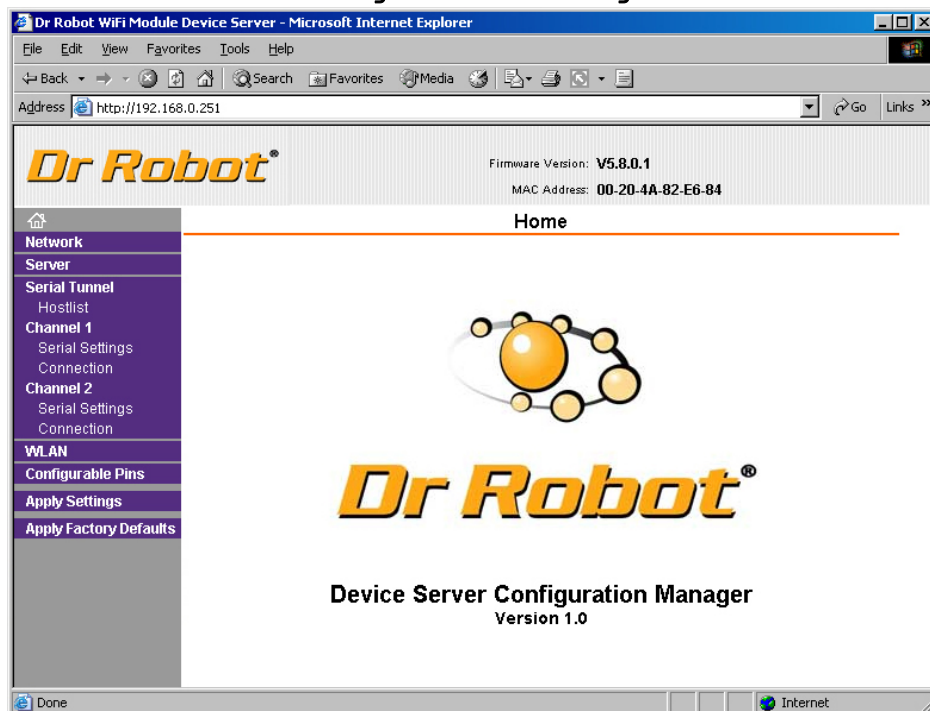 Dr Robot WiFi Module Device Server - Microsoft Internet Explorer
File Edit View Favorites Tools Help
Back Search Favorites Media
Address http://192.168.0.251 Go Links »
Dr Robot®
Firmware Version: V5.8.0.1
MAC Address: 00-20-4A-82-E6-84
Home
Network
Server
Serial Tunnel
Hostlist
Channel 1
Serial Settings
Connection
Channel 2
Serial Settings
Connection
WLAN
Configurable Pins
Apply Settings
Apply Factory Defaults
Dr Robot®
Device Server Configuration Manager
Version 1.0
Done Internet